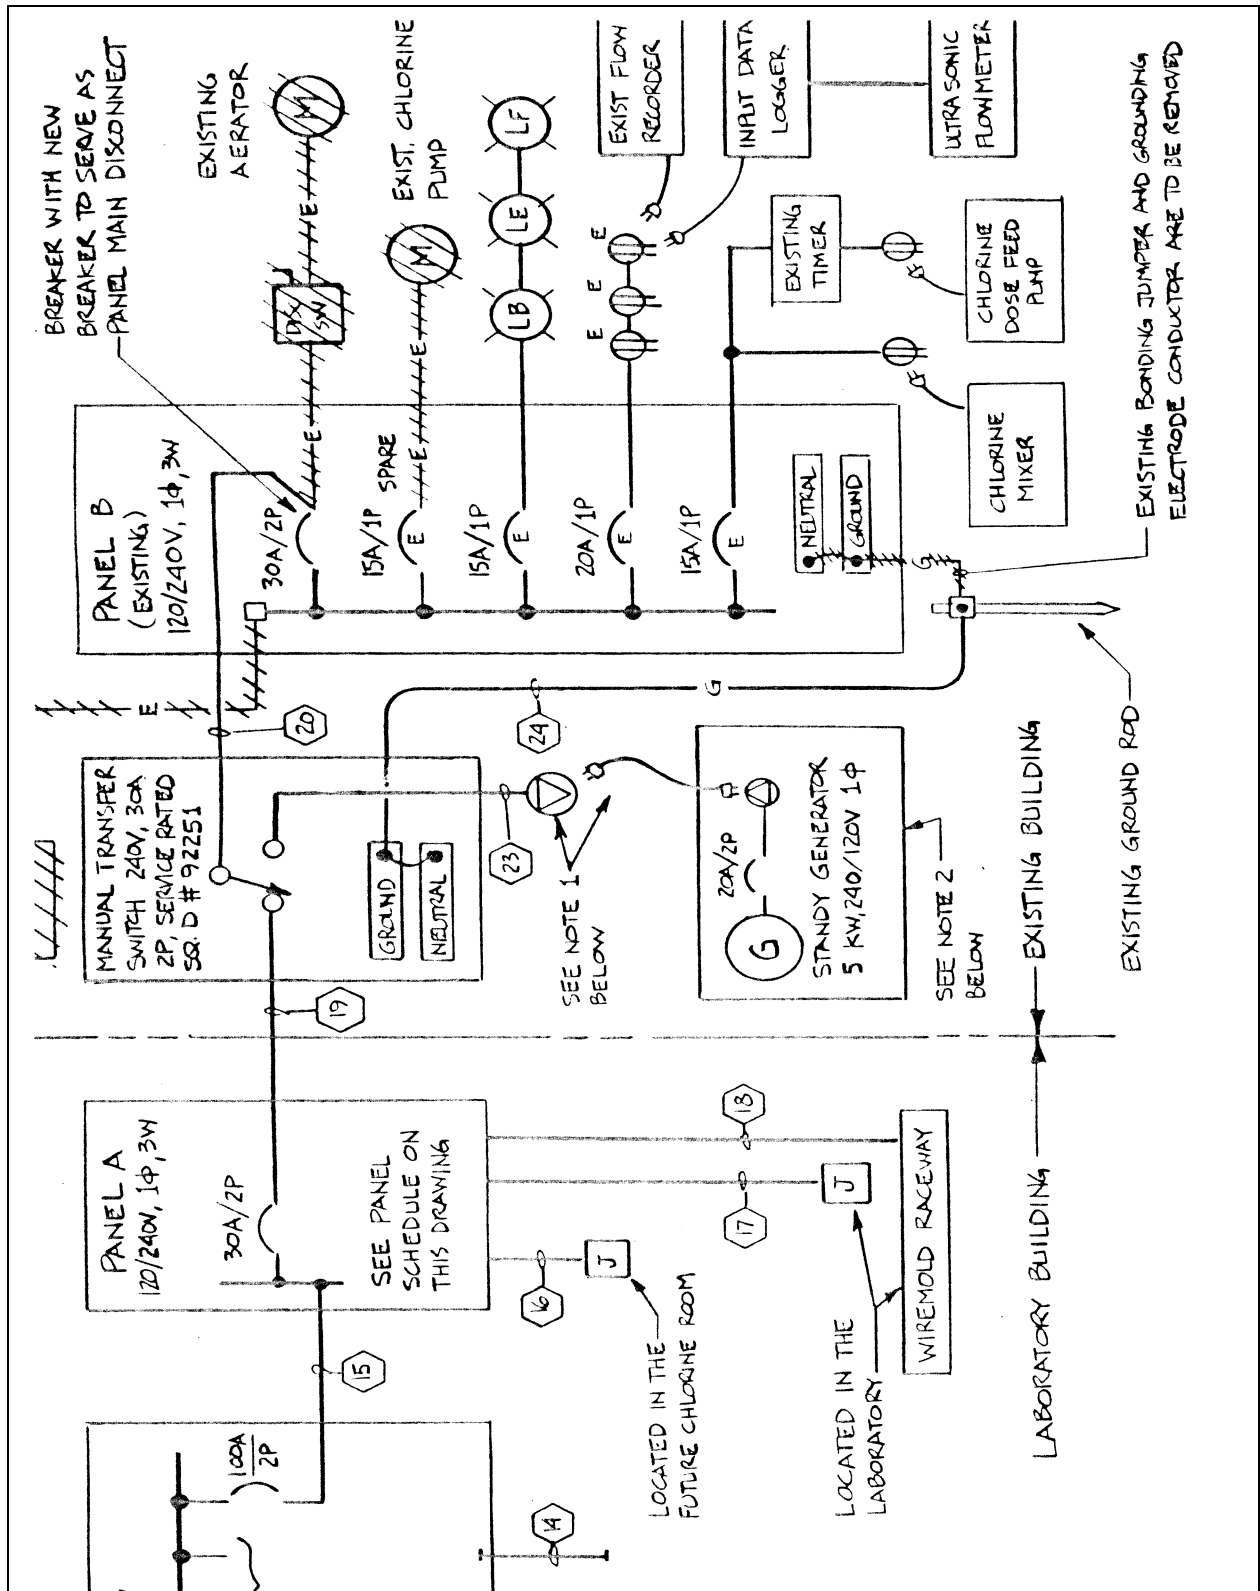 BREAKER WITH NEW
BREAKER TO SERVE AS
PANEL MAIN DISCONNECT
EXISTING
AERATOR
M
E
DISC
SW
E
EXIST. CHLORINE
PUMP
M
E
LF
LE
LB
EXIST FLOW
RECORDER
E
E
E
INPUT DATA
LOGGER
ULTRASONIC
FLOWMETER
EXISTING
TIMER
CHLORINE
DOSE FEED
PUMP
CHLORINE
MIXER
EXISTING BONDING JUMPER AND GROUNDING
ELECTRODE CONDUCTOR ARE TO BE REMOVED
PANEL B
(EXISTING)
120/240V, 1Φ, 3W
30A/2P
SPARE
15A/1P
E
15A/1P
E
20A/1P
E
15A/1P
E
NEUTRAL
GROUND
G
E
20
24
G
EXISTING GROUND ROD
MANUAL TRANSFER
SWITCH 240V, 30A
2P, SERVICE RATED
SQ. D # 92251
GROUND
NEUTRAL
23
SEE NOTE 1
BELOW
20A/2P
G
STANDY GENERATOR
5 KW, 240/120V 1Φ
SEE NOTE 2
BELOW
EXISTING BUILDING
19
PANEL A
120/240V, 1Φ, 3W
30A/2P
SEE PANEL
SCHEDULE ON
THIS DRAWING
16
J
17
J
18
WIREMOLD RACEWAY
LOCATED IN THE
FUTURE CHLORINE ROOM
LOCATED IN THE
LABORATORY
LABORATORY BUILDING
15
100A
2P
14